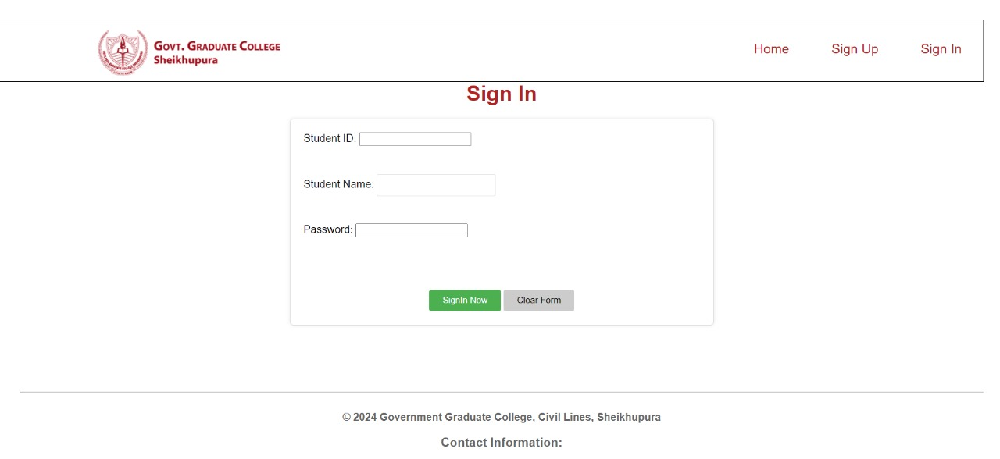 GOVT. GRADUATE COLLEGE
Sheikhupura
Home Sign Up Sign In
Sign In
Student ID:
Student Name:
Password:
SignIn Now Clear Form
© 2024 Government Graduate College, Civil Lines, Sheikhupura
Contact Information: